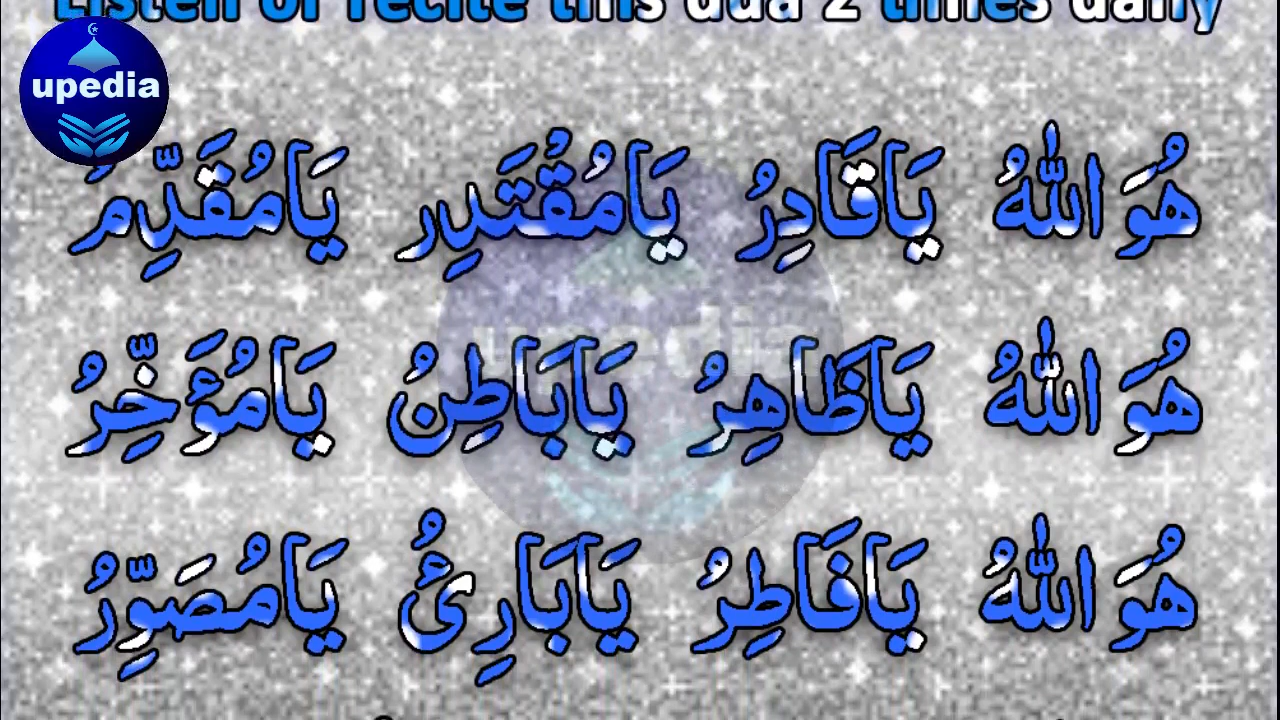 Listen or recite this dua 2 times daily
upedia
هُوَ اللّٰهُ يَاقَادِرُ يَامُقْتَدِر يَامُقَدِّمُ
هُوَ اللّٰهُ يَاظَاهِرُ يَابَاطِنُ يَامُؤَخِّرُ
هُوَ اللّٰهُ يَافَاطِرُ يَابَارِئُ يَامُصَوِّرُ
upedia